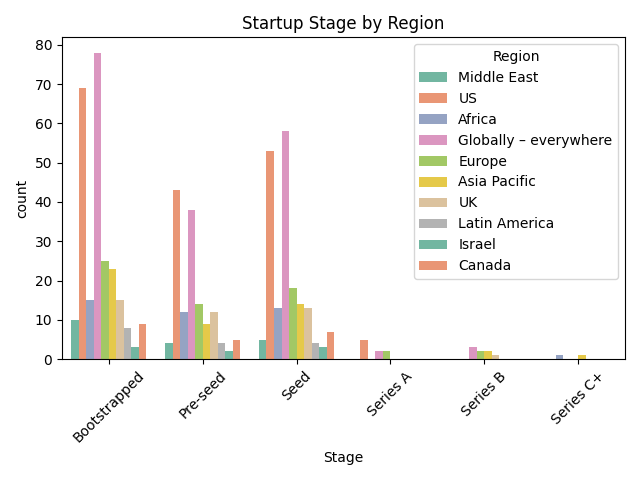 Startup Stage by Region
80
70
60
50
40
30
20
10
0
count
Region
Middle East
US
Africa
Globally – everywhere
Europe
Asia Pacific
UK
Latin America
Israel
Canada
Bootstrapped
Pre-seed
Seed
Series A
Series B
Series C+
Stage